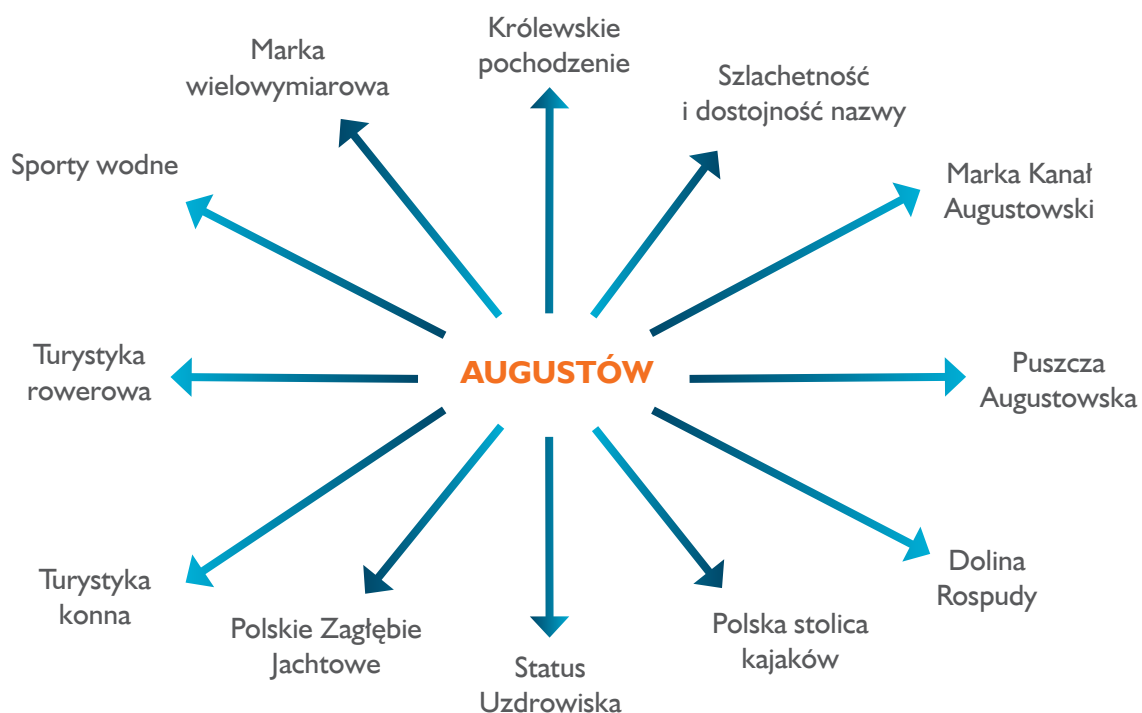 Królewskie
pochodzenie
Marka
wielowymiarowa
Szlachetność
i dostojność nazwy
Sporty wodne
Marka Kanał
Augustowski
Turystyka
rowerowa
AUGUSTÓW
Puszcza
Augustowska
Turystyka
konna
Dolina
Rospudy
Polskie Zagłębie
Jachtowe
Polska stolica
kajaków
Status
Uzdrowiska